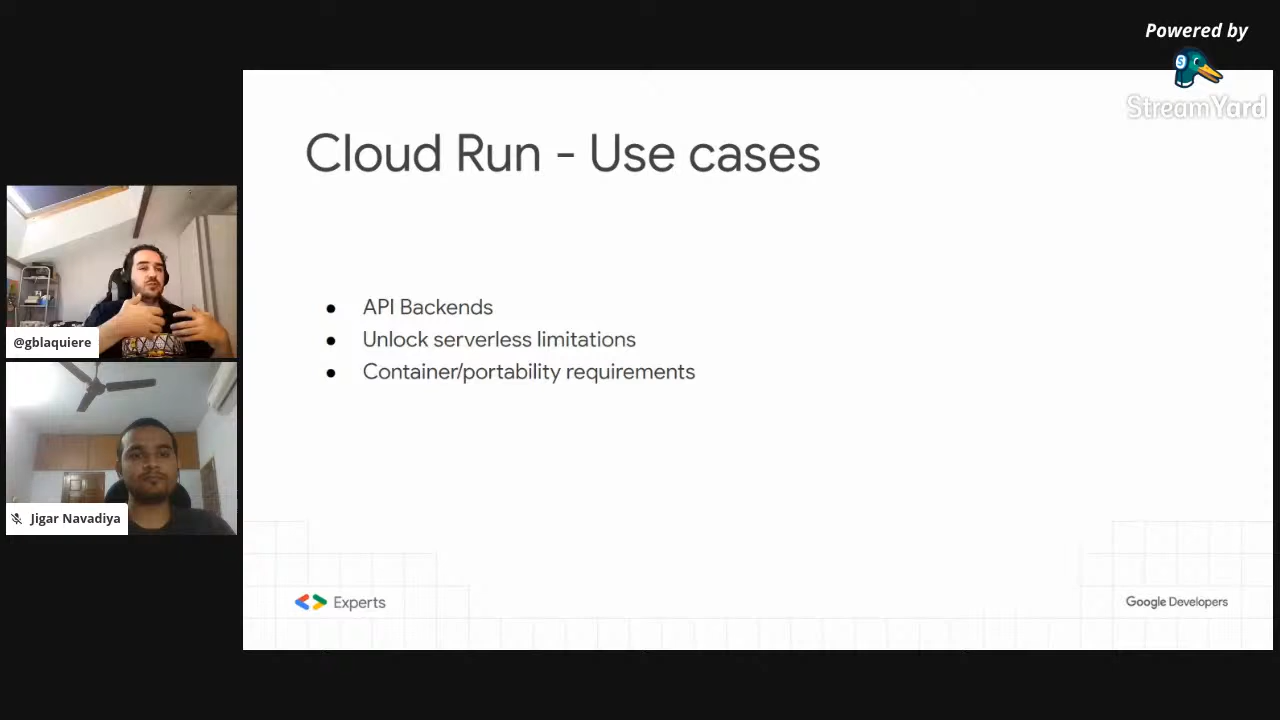 Powered by
StreamYard
Cloud Run - Use cases
● API Backends
● Unlock serverless limitations
● Container/portability requirements
@gblaquiere
Jigar Navadiya
Experts
Google Developers